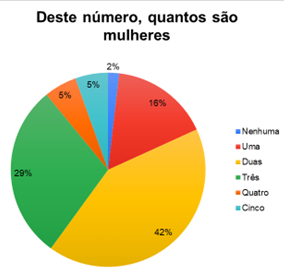 Deste número, quantos são
mulheres
2%
16%
42%
29%
5%
5%
Nenhuma
Uma
Duas
Três
Quatro
Cinco